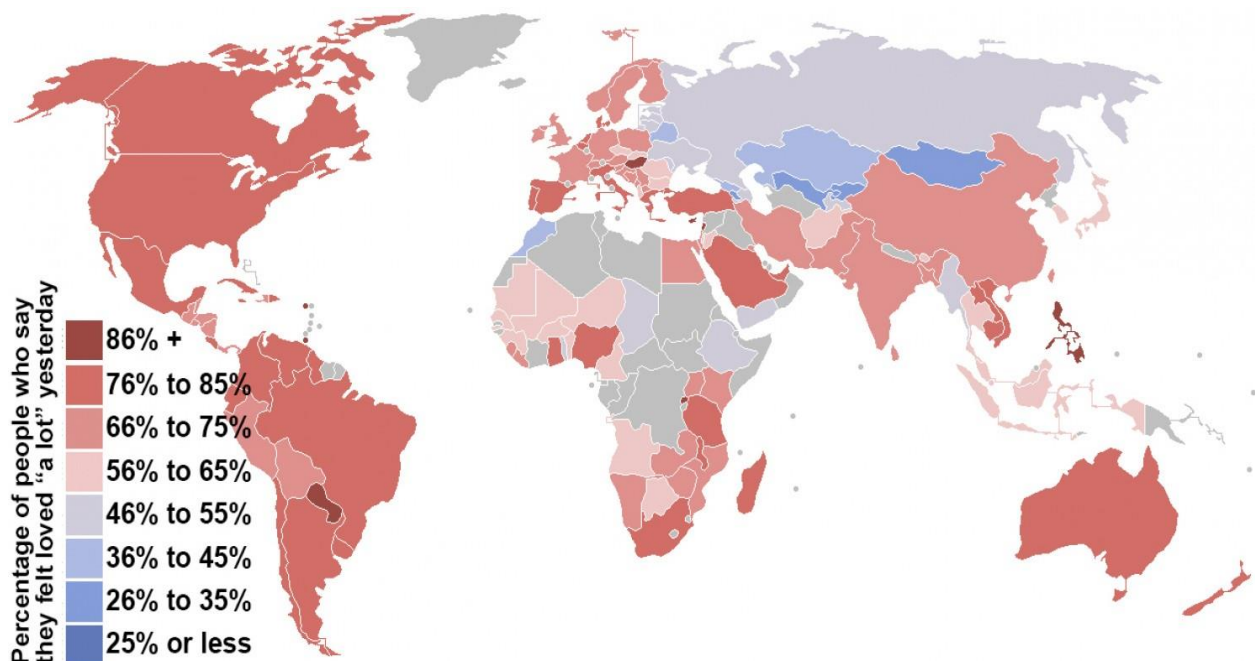 Percentage of people who say
they felt loved “a lot” yesterday
86% +
76% to 85%
66% to 75%
56% to 65%
46% to 55%
36% to 45%
26% to 35%
25% or less